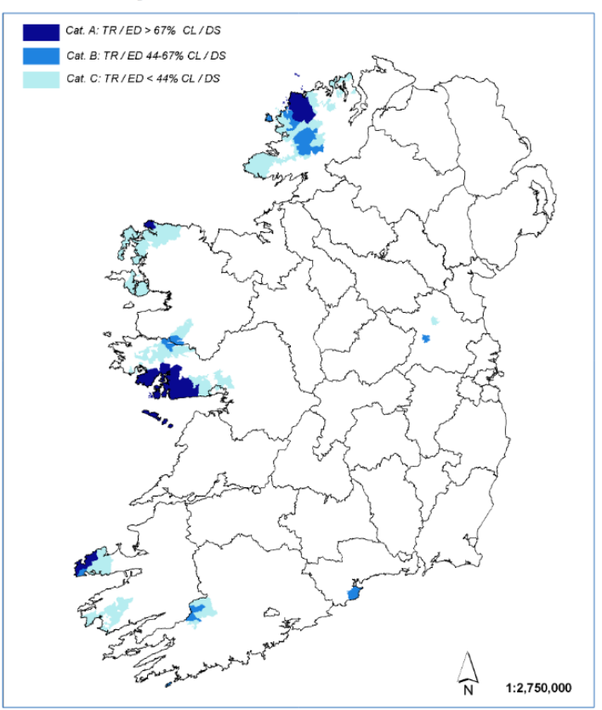 Cat. A: TR / ED > 67% CL / DS
Cat. B: TR / ED 44-67% CL / DS
Cat. C: TR / ED < 44% CL / DS
N
1:2,750,000